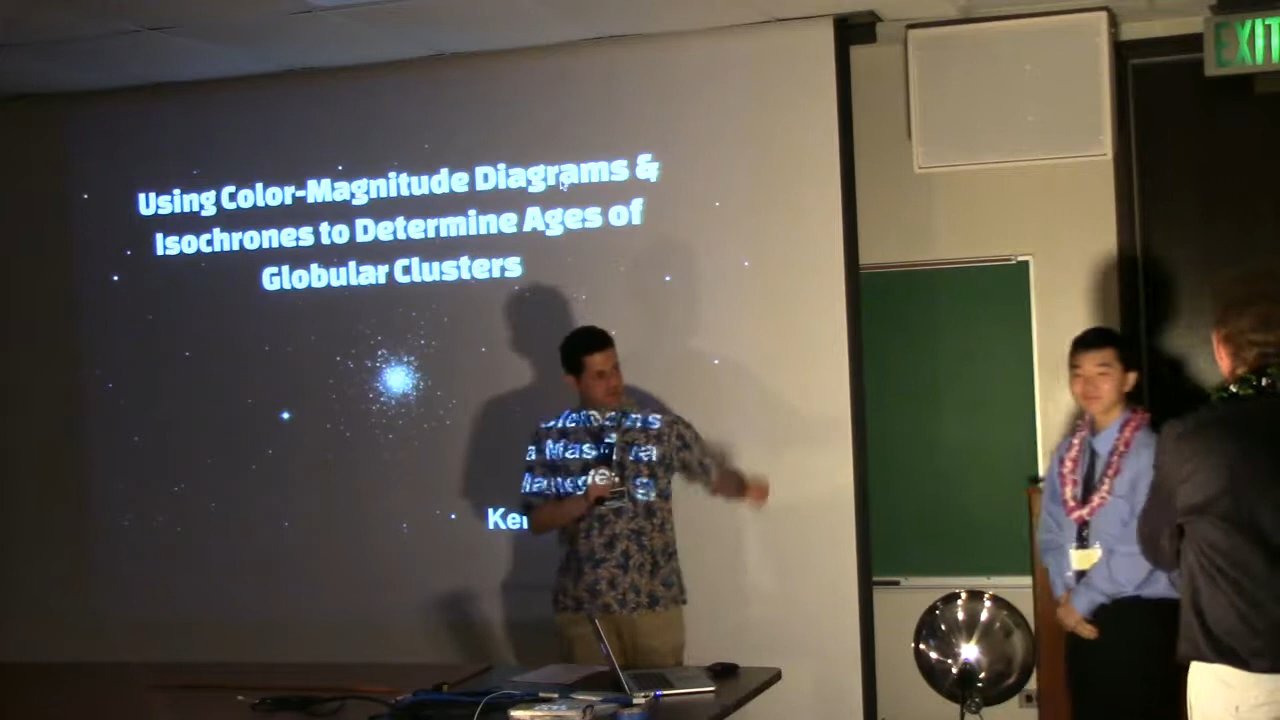 Using Color-Magnitude Diagrams &
Isochrones to Determine Ages of
Globular Clusters
EXIT